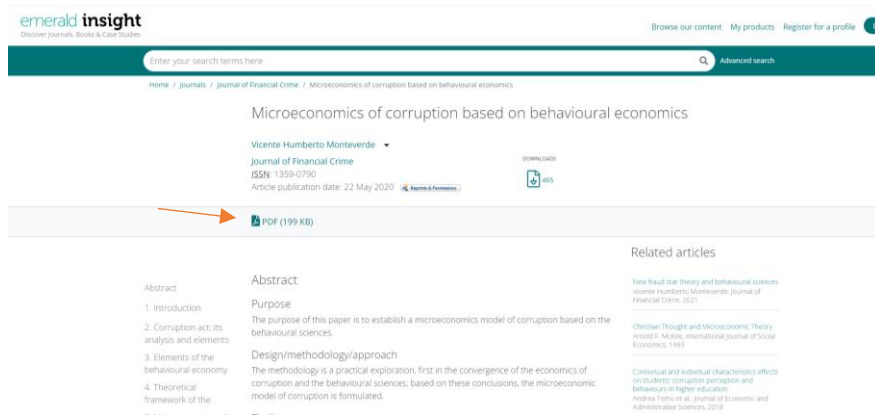 emerald insight
Discover Journals, Books & Case Studies
Browse our content My products Register for a profile
Enter your search terms here
Advanced search
Home / Journals / Journal of Financial Crime / Microeconomics of corruption based on behavioural economics
Microeconomics of corruption based on behavioural economics
Vicente Humberto Monteverde
Journal of Financial Crime
ISSN: 1359-0790
Article publication date: 22 May 2020
Reprints & Permissions
DOWNLOADS
465
PDF (199 KB)
Abstract
1. Introduction
2. Corruption act: its
analysis and elements
3. Elements of the
behavioural economy
4. Theoretical
framework of the
Abstract
Purpose
The purpose of this paper is to establish a microeconomics model of corruption based on the
behavioural sciences.
Design/methodology/approach
The methodology is a practical exploration, first in the convergence of the economics of
corruption and the behavioural sciences; based on these conclusions, the microeconomic
model of corruption is formulated.
Related articles
New fraud star theory and behavioural sciences
Vicente Humberto Monteverde, Journal of
Financial Crime, 2021
Christian Thought and Microeconomic Theory
Arnold F. McKee, International Journal of Social
Economics, 1993
Contextual and individual characteristics effects
on students' corruption perception and
behaviours in higher education
Andrea Tomo et al., Journal of Economic and
Administrative Sciences, 2018